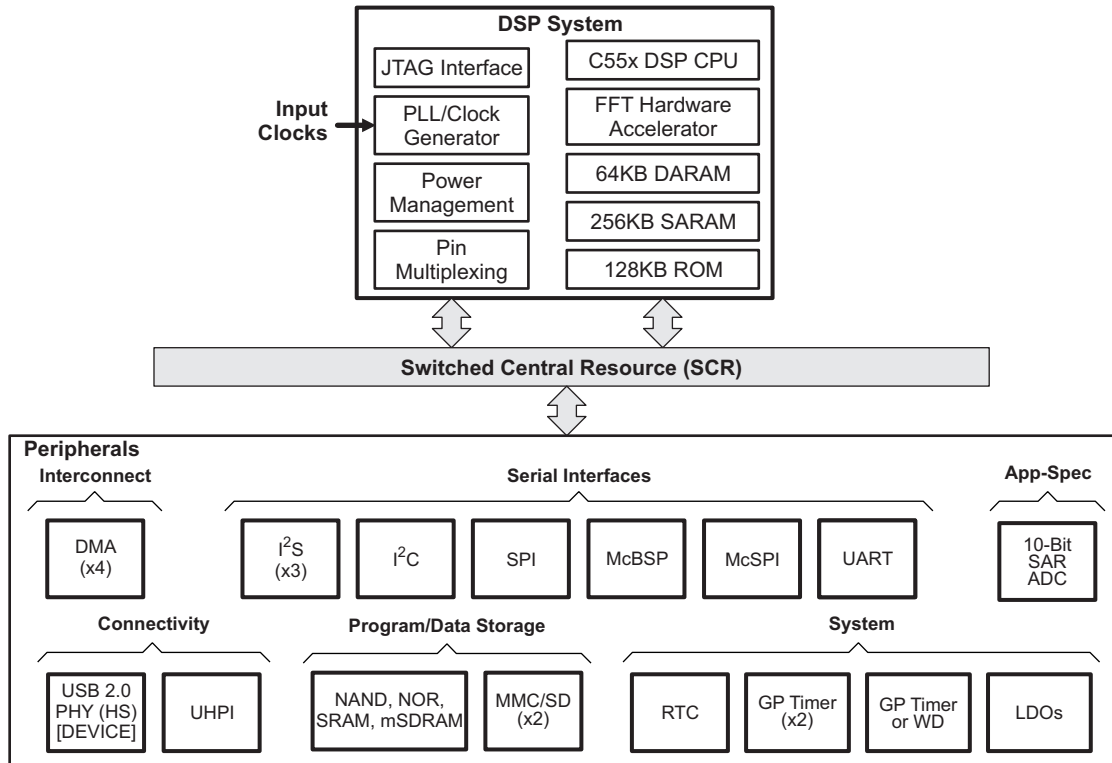 DSP System
JTAG Interface
C55x DSP CPU
Input
Clocks
PLL/Clock
Generator
FFT Hardware
Accelerator
Power
Management
64KB DARAM
256KB SARAM
Pin
Multiplexing
128KB ROM
Switched Central Resource (SCR)
Peripherals
Interconnect
Serial Interfaces
App-Spec
DMA
(x4)
I²S
(x3)
I²C
SPI
McBSP
McSPI
UART
10-Bit
SAR
ADC
Connectivity
Program/Data Storage
System
USB 2.0
PHY (HS)
[DEVICE]
UHPI
NAND, NOR,
SRAM, mSDRAM
MMC/SD
(x2)
RTC
GP Timer
(x2)
GP Timer
or WD
LDOs